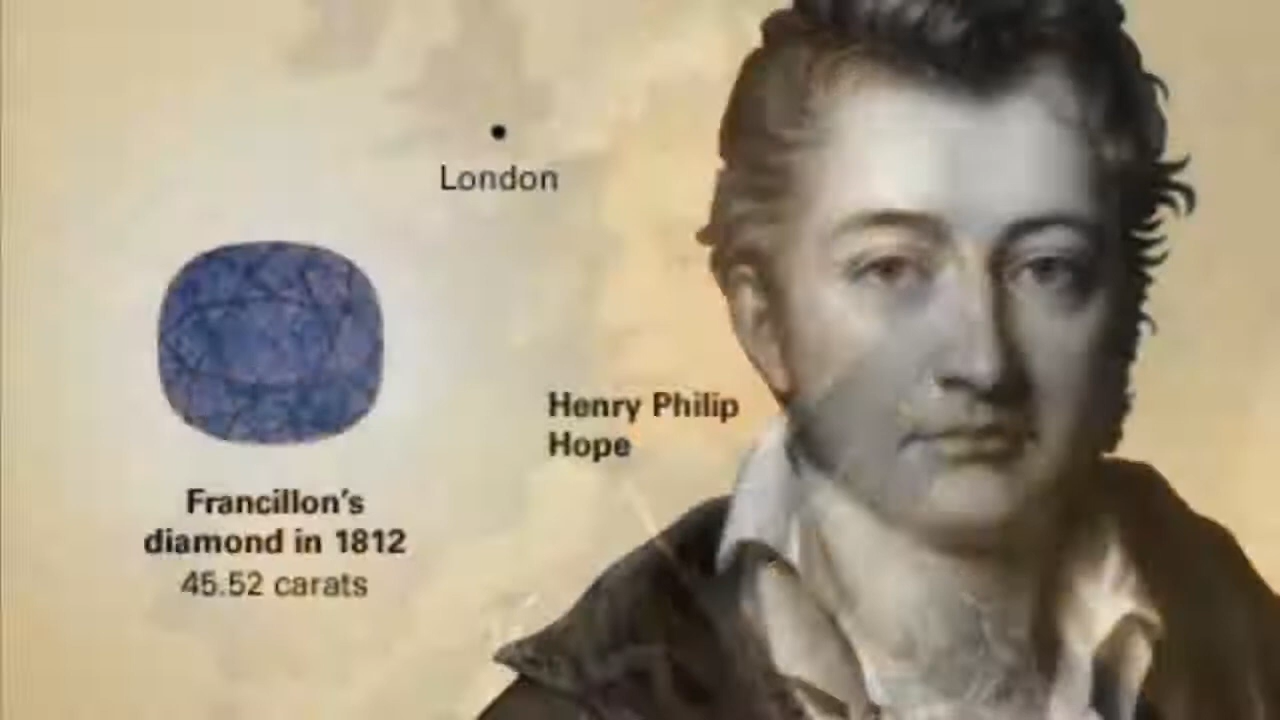 London
Henry Philip
Hope
Francillon's
diamond in 1812
45.52 carats